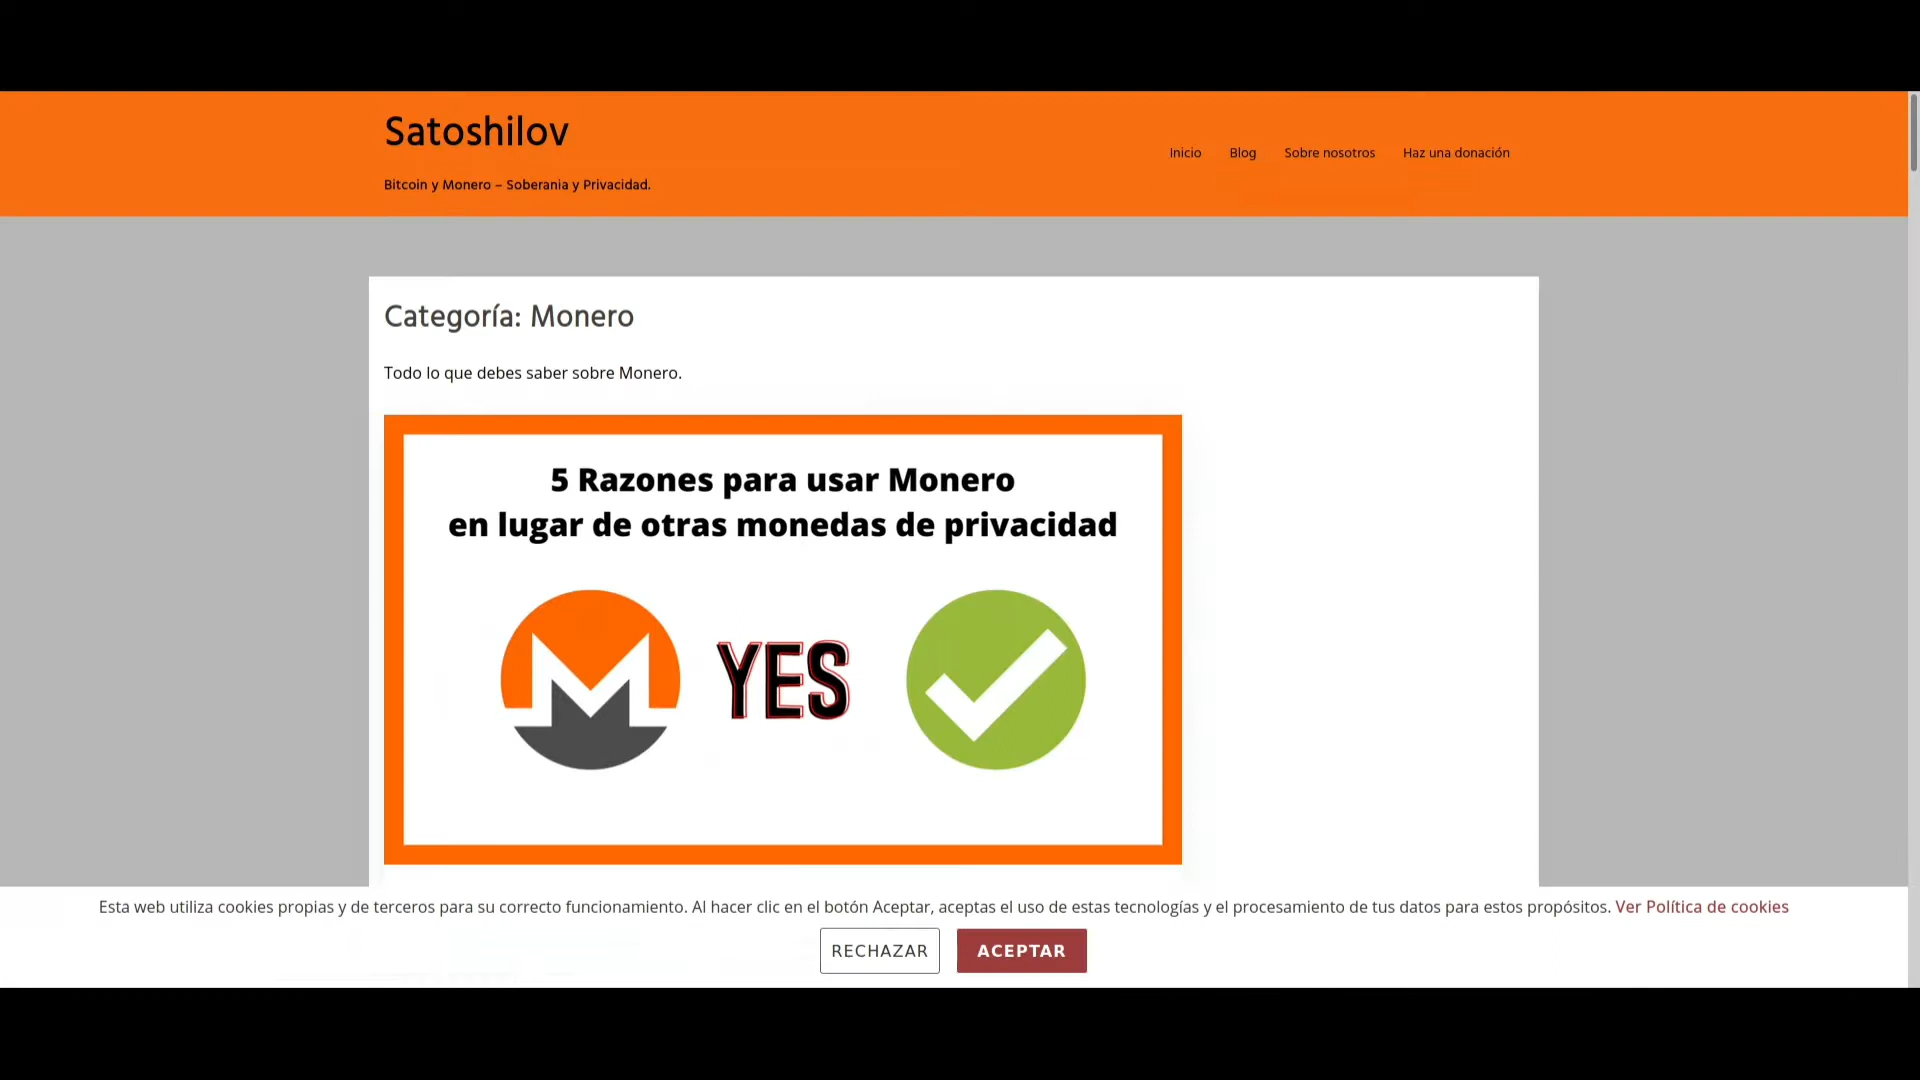 Satoshilov
Bitcoin y Monero – Soberania y Privacidad.
Inicio
Blog
Sobre nosotros
Haz una donación
Categoría: Monero
Todo lo que debes saber sobre Monero.
5 Razones para usar Monero
en lugar de otras monedas de privacidad
YES
Esta web utiliza cookies propias y de terceros para su correcto funcionamiento. Al hacer clic en el botón Aceptar, aceptas el uso de estas tecnologías y el procesamiento de tus datos para estos propósitos. Ver Política de cookies
RECHAZAR
ACEPTAR